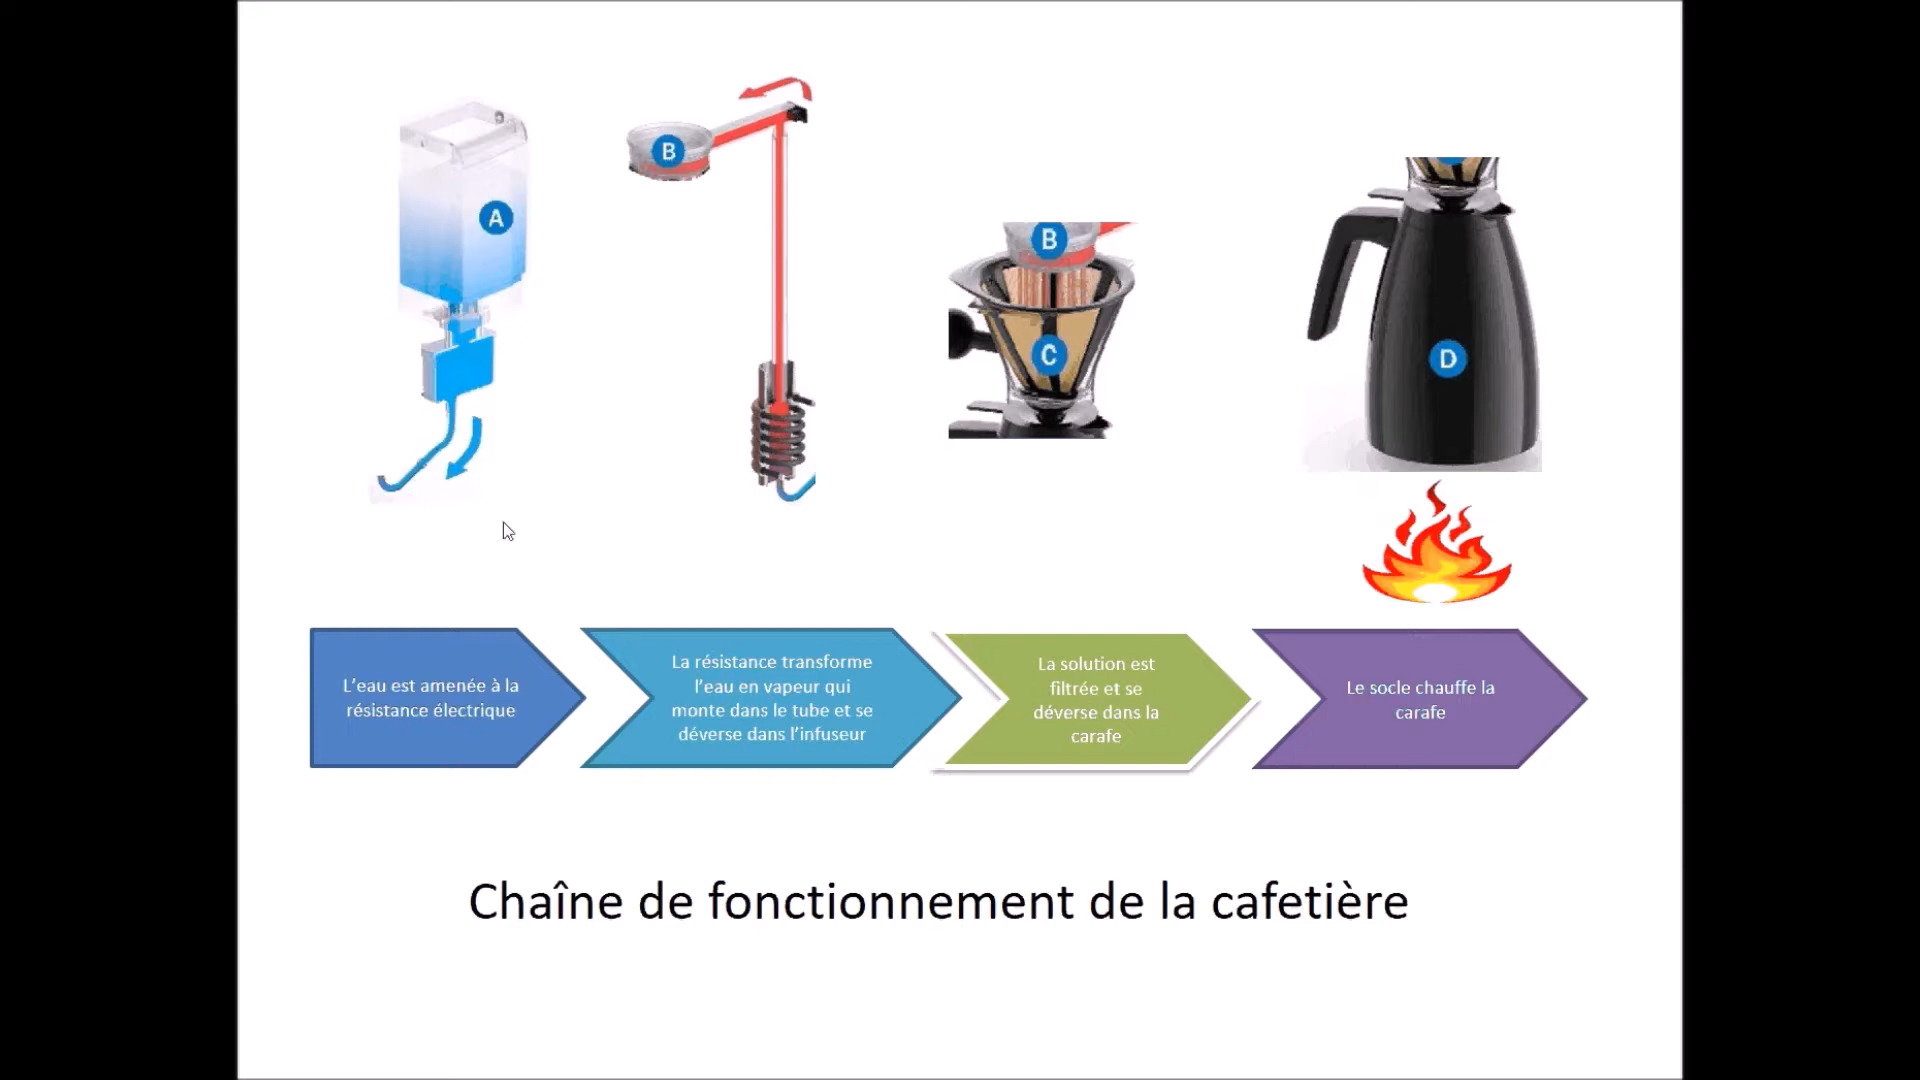 A
B
B
C
D
L’eau est amenée à la
résistance électrique
La résistance transforme
l’eau en vapeur qui
monte dans le tube et se
déverse dans l’infuseur
La solution est
filtrée et se
déverse dans la
carafe
Le socle chauffe la
carafe
Chaîne de fonctionnement de la cafetière